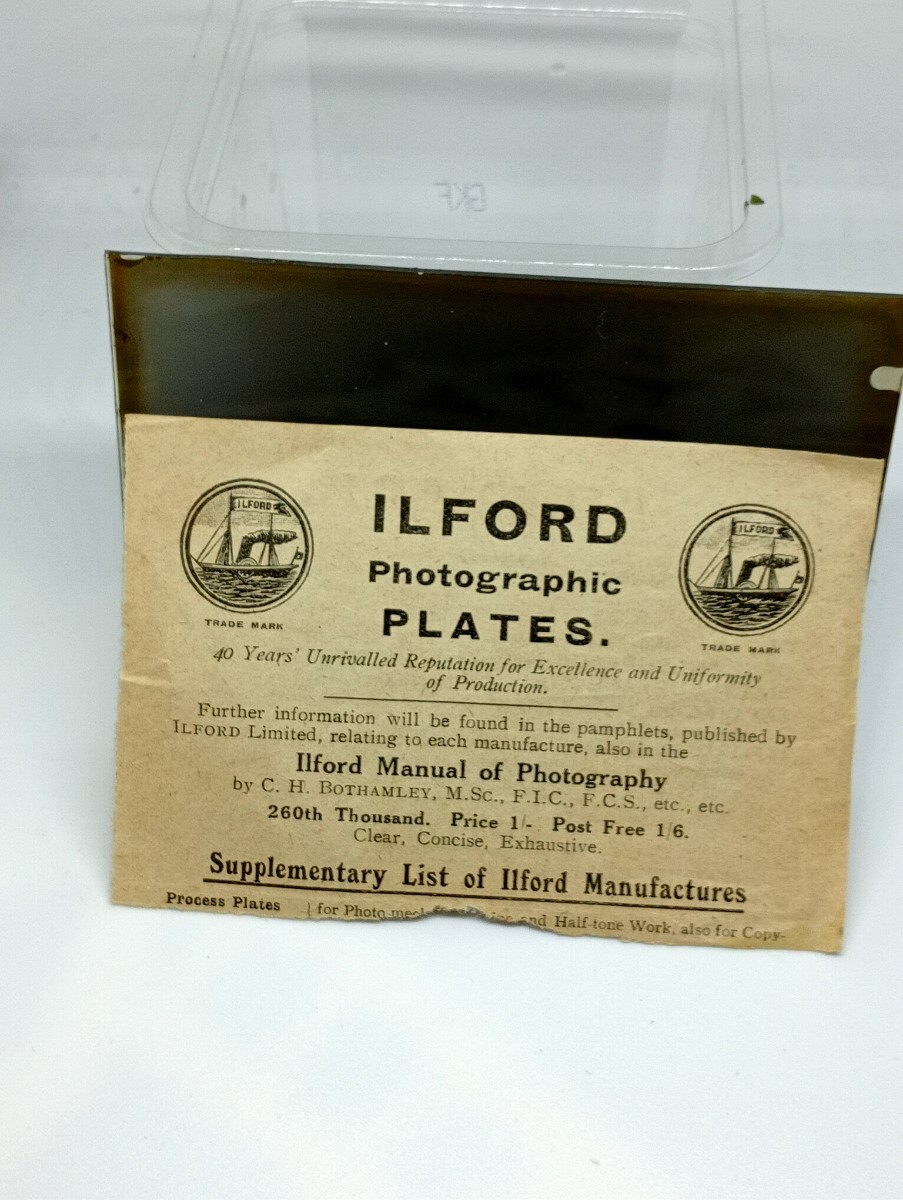 GKF
ILFORD
ILFORD
ILFORD
Photographic
PLATES.
TRADE MARK
TRADE MARK
40 Years' Unrivalled Reputation for Excellence and Uniformity
of Production.
Further information will be found in the pamphlets, published by
ILFORD Limited, relating to each manufacture, also in the
Ilford Manual of Photography
by C. H. BOTHAMLEY, M.Sc., F.I.C., F.C.S., etc., etc.
260th Thousand. Price 1/- Post Free 1/6.
Clear, Concise, Exhaustive.
Supplementary List of Ilford Manufactures
Process Plates for Photo and Half-tone Work, also for Copy-